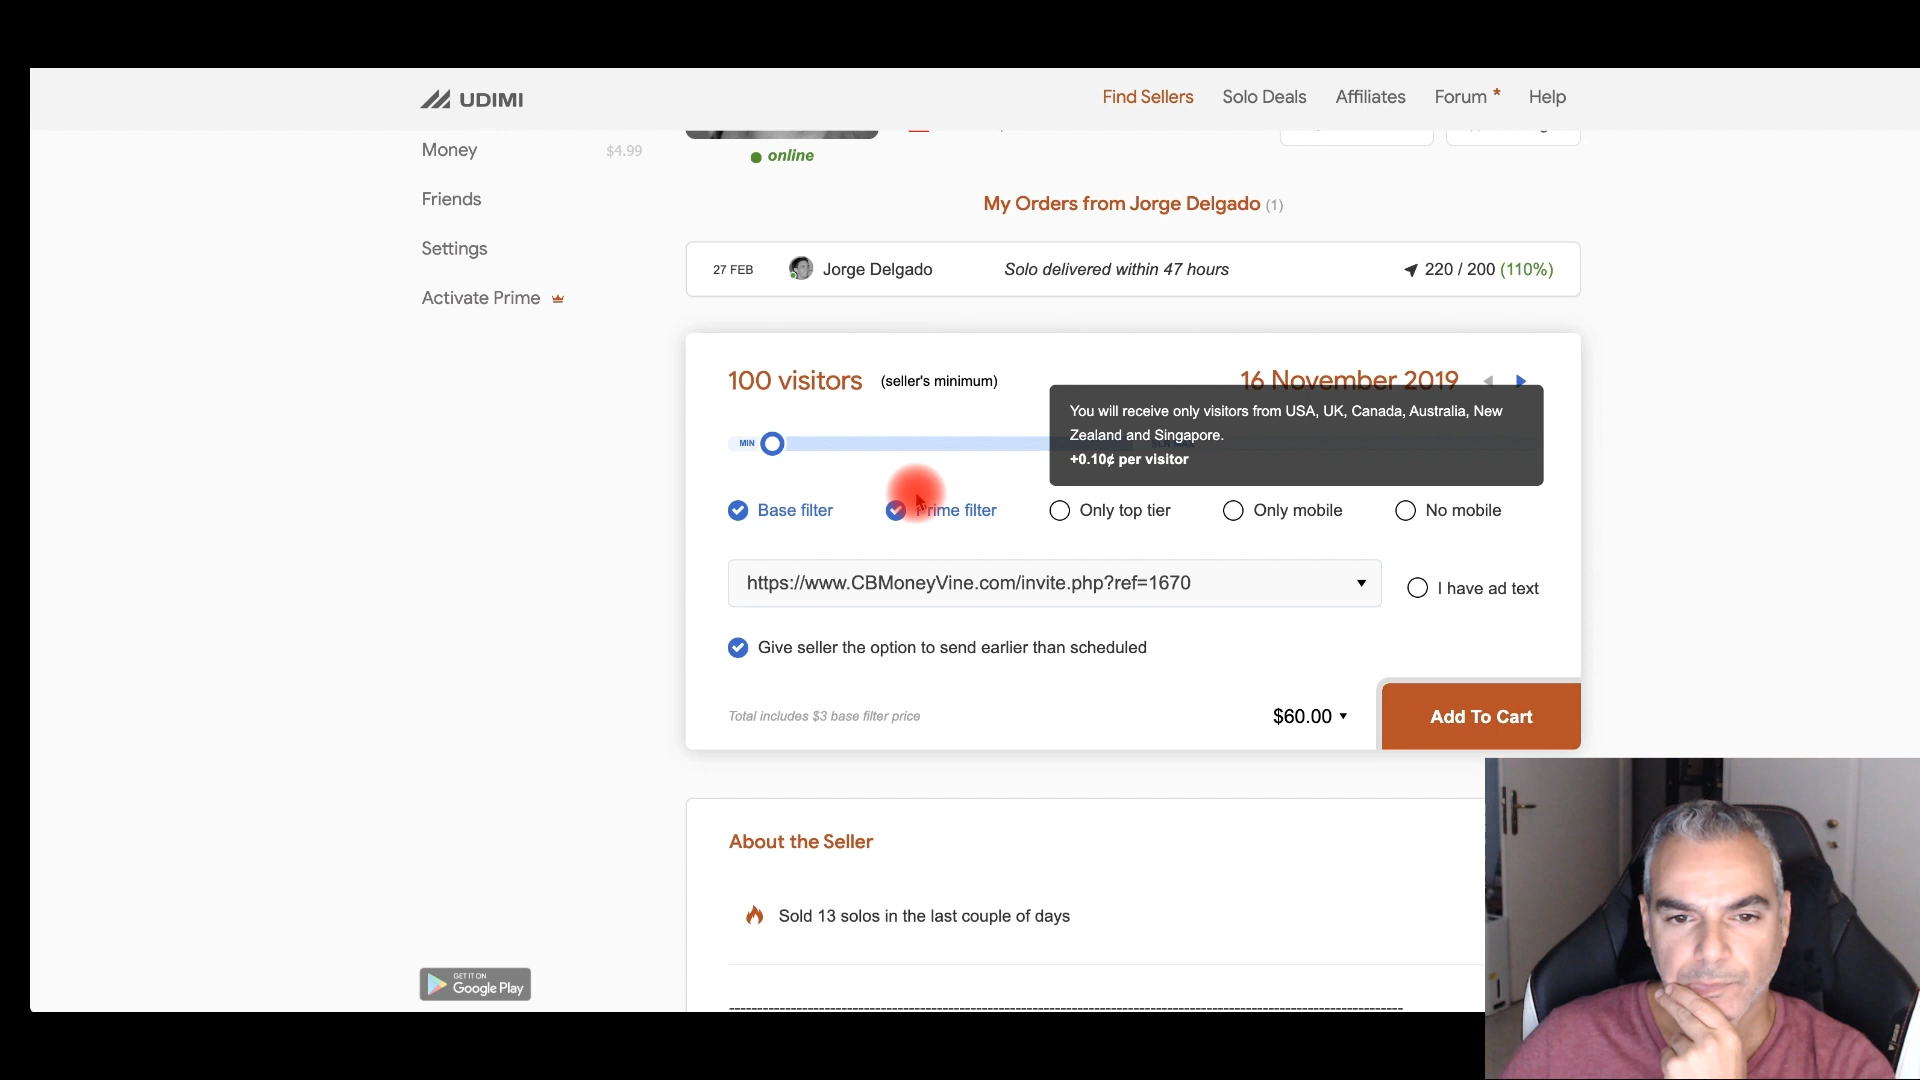 UDIMI
Find Sellers
Solo Deals
Affiliates
Forum *
Help
Money
$4.99
online
Friends
My Orders from Jorge Delgado (1)
Settings
27 FEB
Jorge Delgado
Solo delivered within 47 hours
220 / 200 (110%)
Activate Prime
100 visitors
(seller's minimum)
16 November 2019
You will receive only visitors from USA, UK, Canada, Australia, New
Zealand and Singapore.
+0.10¢ per visitor
MIN
Base filter
Prime filter
Only top tier
Only mobile
No mobile
https://www.CBMoneyVine.com/invite.php?ref=1670
I have ad text
Give seller the option to send earlier than scheduled
Total includes $3 base filter price
$60.00
Add To Cart
About the Seller
Sold 13 solos in the last couple of days
GET IT ON
Google Play